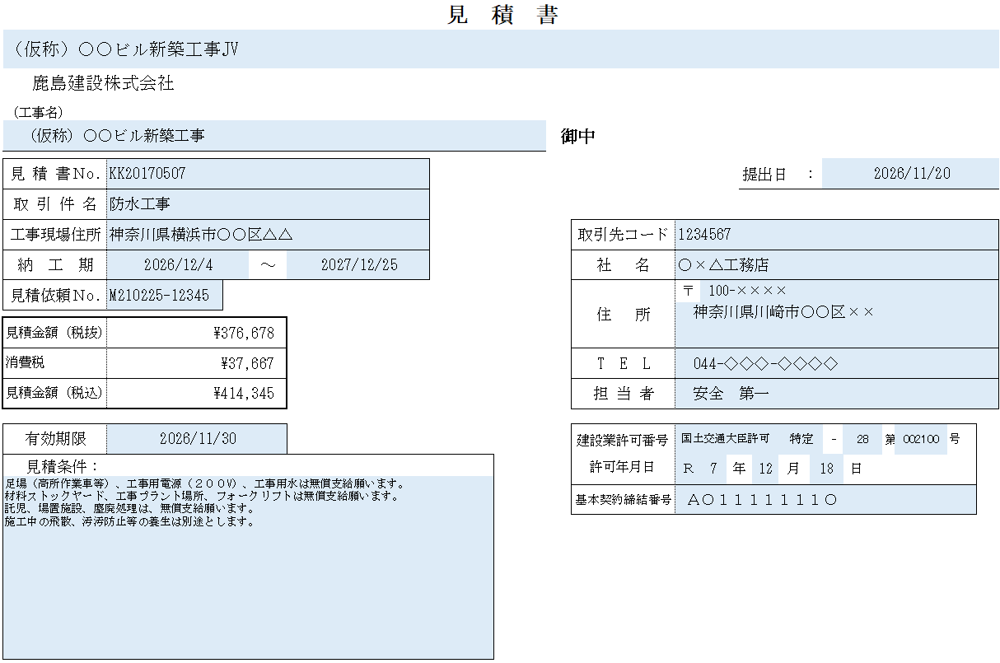 見　積　書
（仮称）〇〇ビル新築工事JV
鹿島建設株式会社
（工事名）
（仮称）〇〇ビル新築工事
御中
見 積 書No. KK20170507
提出日　： 2026/11/20
取 引 件 名 防水工事
工事現場住所 神奈川県横浜市〇〇区△△
取引先コード 1234567
納　工　期 2026/12/4 ～ 2027/12/25
社　名 〇×△工務店
見積依頼No. M210225-12345
住　所 〒 100-××××
神奈川県川崎市〇〇区××
見積金額（税抜） ¥376,678
消費税 ¥37,667
T E L 044-◇◇◇-◇◇◇◇
見積金額（税込） ¥414,345
担 当 者 安全　第一
有効期限 2026/11/30
建設業許可番号 国土交通大臣許可 特定 - 28 第 002100 号
許可年月日 R 7 年 12 月 18 日
基本契約締結番号 AO11111110
見積条件：
足場（高所作業車等）、工事用電源（２００V）、工事用水は無償支給願います。
材料ストックヤード、工事プラント場所、フォークリフトは無償支給願います。
託児、場置施設、塵廃処理は、無償支給願います。
施工中の飛散、汚濁防止等の養生は別途とします。